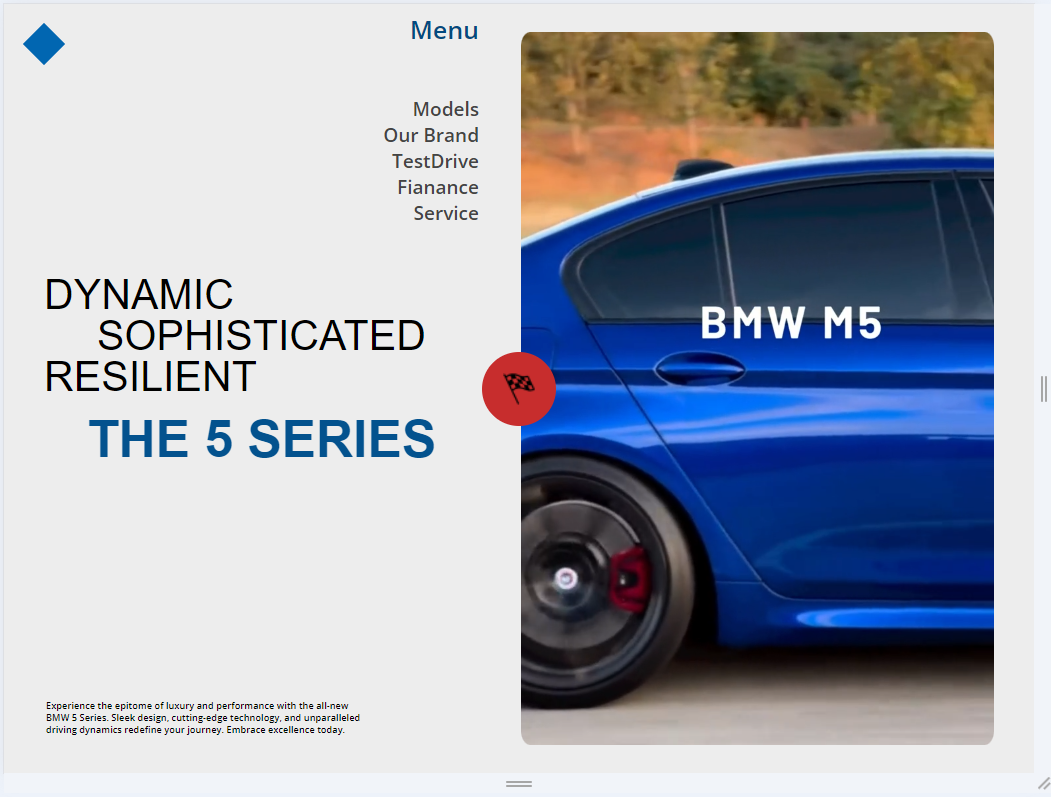 Menu
Models
Our Brand
TestDrive
Fianance
Service
DYNAMIC
SOPHISTICATED
RESILIENT
THE 5 SERIES
BMW M5
Experience the epitome of luxury and performance with the all-new
BMW 5 Series. Sleek design, cutting-edge technology, and unparalleled
driving dynamics redefine your journey. Embrace excellence today.